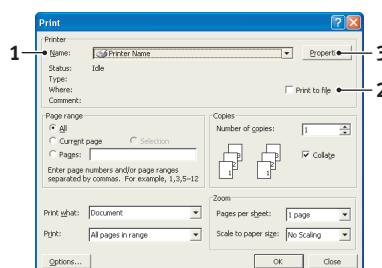 Print
Printer
1
Name:
Printer Name
Properti
3
Status:
Idle
Type:
Where:
Print to file
2
Comment:
Page range
All
Current page
Selection
Pages:
Enter page numbers and/or page ranges
separated by commas. For example, 1,3,5–12
Copies
Number of copies:
1
Collate
Print what:
Document
Print:
All pages in range
Zoom
Pages per sheet:
1 page
Scale to paper size:
No Scaling
Options...
OK
Close